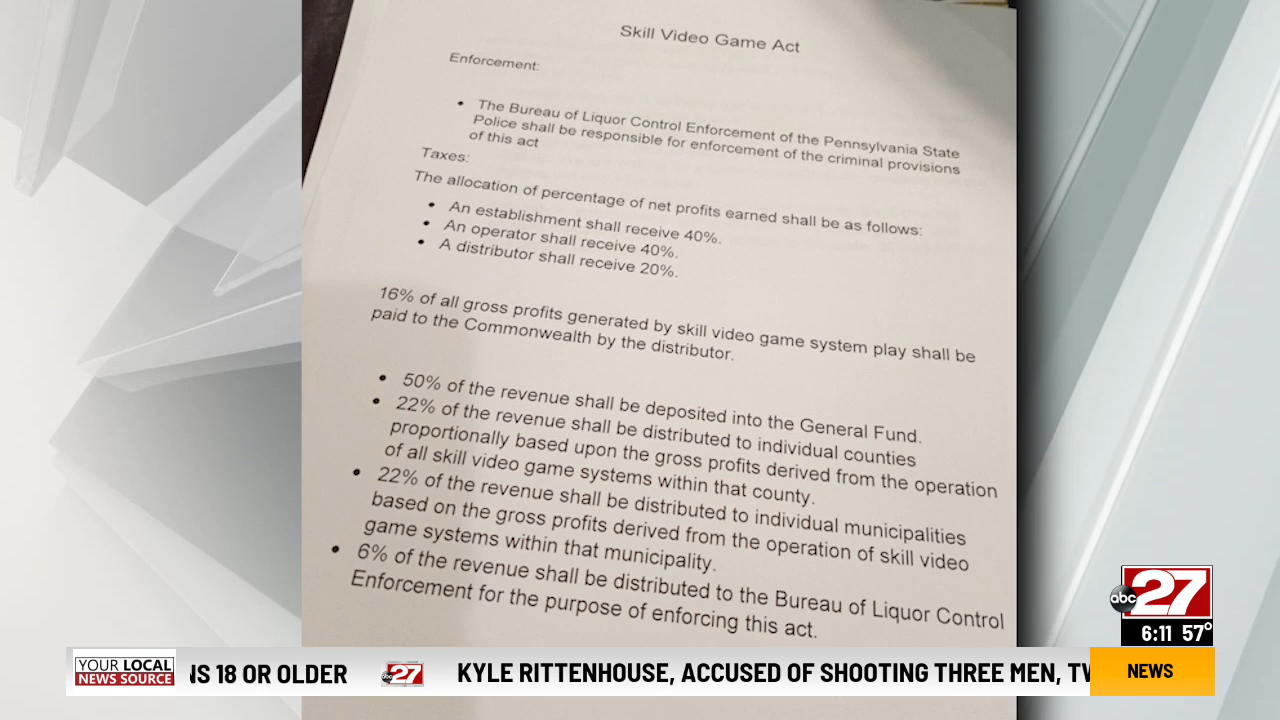 Skill Video Game Act
Enforcement:
• The Bureau of Liquor Control Enforcement of the Pennsylvania State
Police shall be responsible for enforcement of the criminal provisions
of this act
Taxes:
The allocation of percentage of net profits earned shall be as follows:
• An establishment shall receive 40%.
• An operator shall receive 40%.
• A distributor shall receive 20%.
16% of all gross profits generated by skill video game system play shall be
paid to the Commonwealth by the distributor.
• 50% of the revenue shall be deposited into the General Fund.
• 22% of the revenue shall be distributed to individual counties
proportionally based upon the gross profits derived from the operation
of all skill video game systems within that county.
• 22% of the revenue shall be distributed to individual municipalities
based on the gross profits derived from the operation of skill video
game systems within that municipality.
• 6% of the revenue shall be distributed to the Bureau of Liquor Control
Enforcement for the purpose of enforcing this act.
abc 27
6:11 57°
YOUR LOCAL
NEWS SOURCE
NS 18 OR OLDER abc 27 KYLE RITTENHOUSE, ACCUSED OF SHOOTING THREE MEN, TW
NEWS